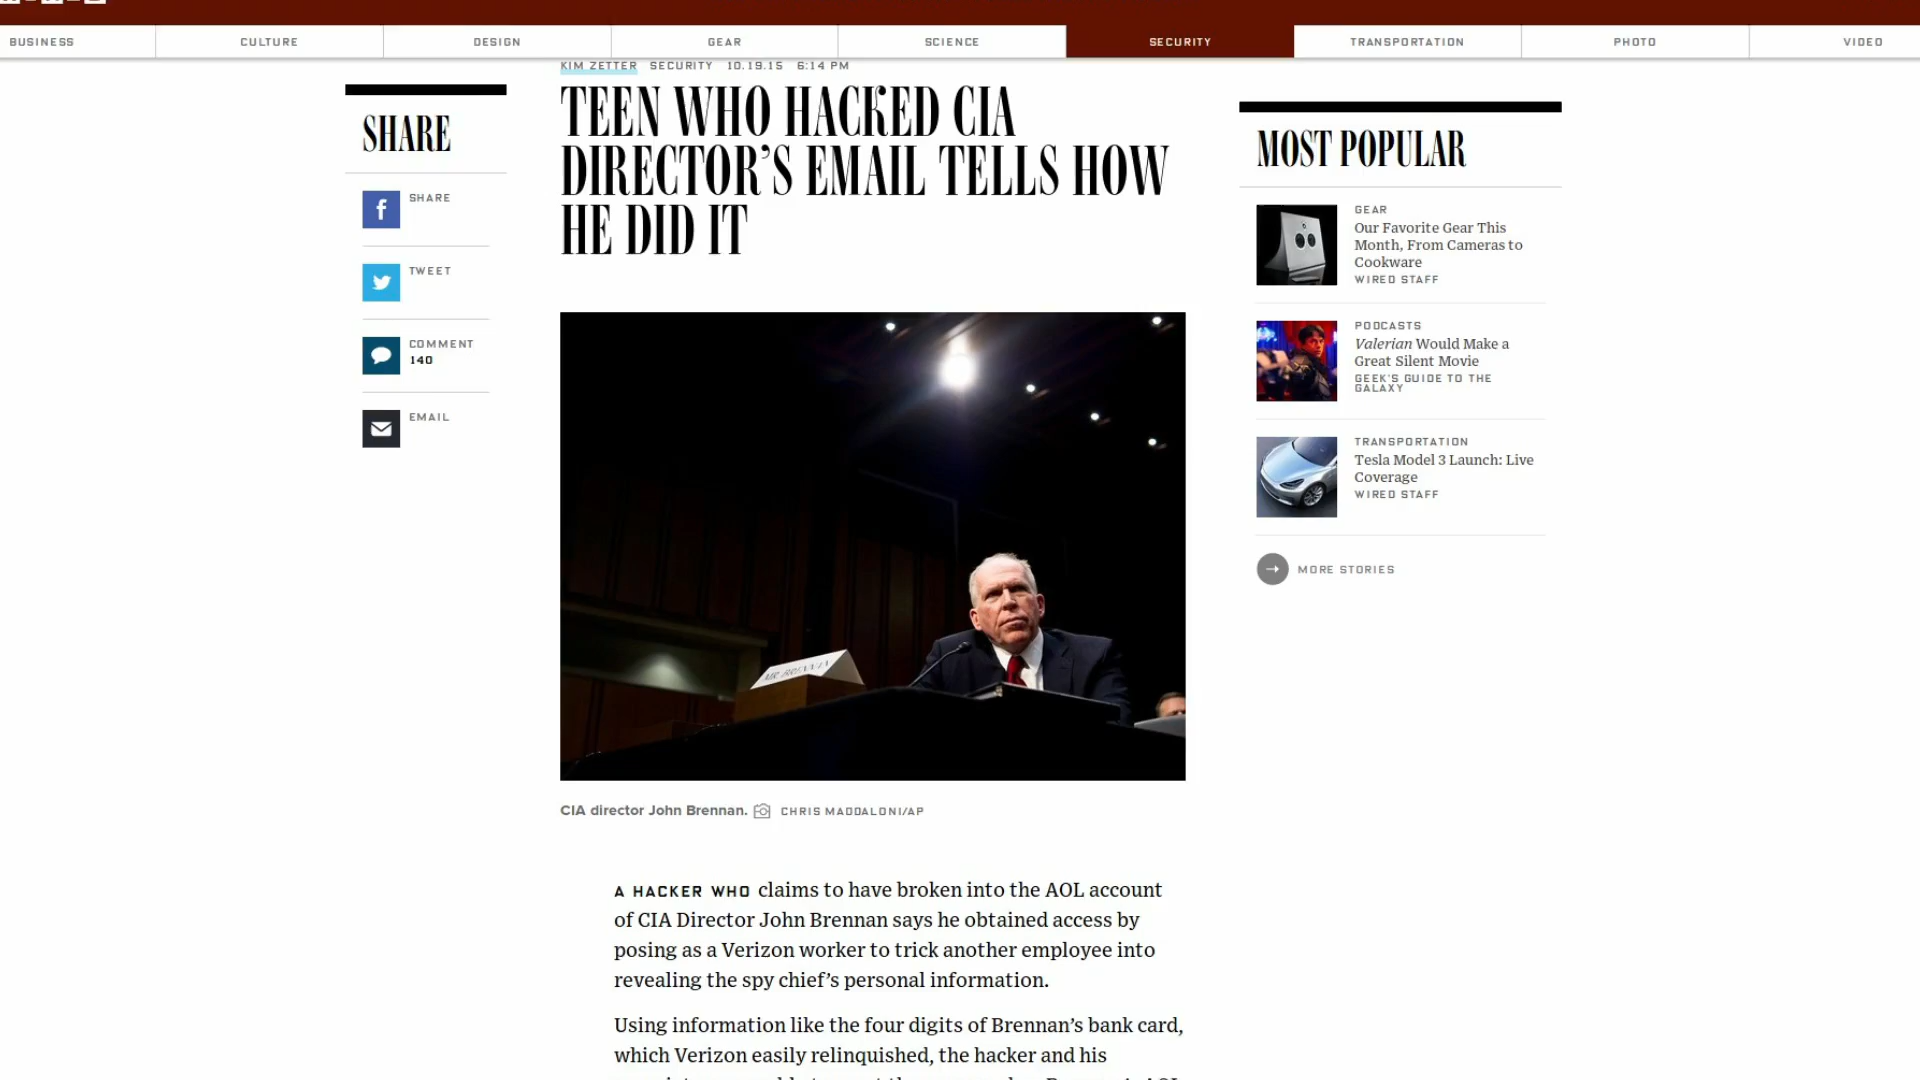 BUSINESS
CULTURE
DESIGN
GEAR
SCIENCE
SECURITY
TRANSPORTATION
PHOTO
VIDEO
KIM ZETTER SECURITY 10.19.15 6:14 PM
TEEN WHO HACKED CIA
DIRECTOR’S EMAIL TELLS HOW
HE DID IT
SHARE
SHARE
TWEET
COMMENT
140
EMAIL
MR. BRENNAN
CIA director John Brennan. CHRIS MADDALONI/AP
A HACKER WHO claims to have broken into the AOL account
of CIA Director John Brennan says he obtained access by
posing as a Verizon worker to trick another employee into
revealing the spy chief’s personal information.
Using information like the four digits of Brennan’s bank card,
which Verizon easily relinquished, the hacker and his
MOST POPULAR
GEAR
Our Favorite Gear This
Month, From Cameras to
Cookware
WIRED STAFF
PODCASTS
Valerian Would Make a
Great Silent Movie
GEEK'S GUIDE TO THE
GALAXY
TRANSPORTATION
Tesla Model 3 Launch: Live
Coverage
WIRED STAFF
MORE STORIES